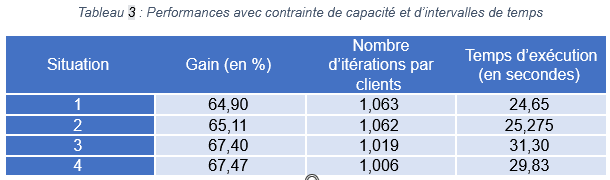 Tableau 3 : Performances avec contrainte de capacité et d'intervalles de temps
Situation Gain (en %) Nombre d'itérations par clients Temps d'exécution (en secondes)
1 64,90 1,063 24,65
2 65,11 1,062 25,275
3 67,40 1,019 31,30
4 67,47 1,006 29,83